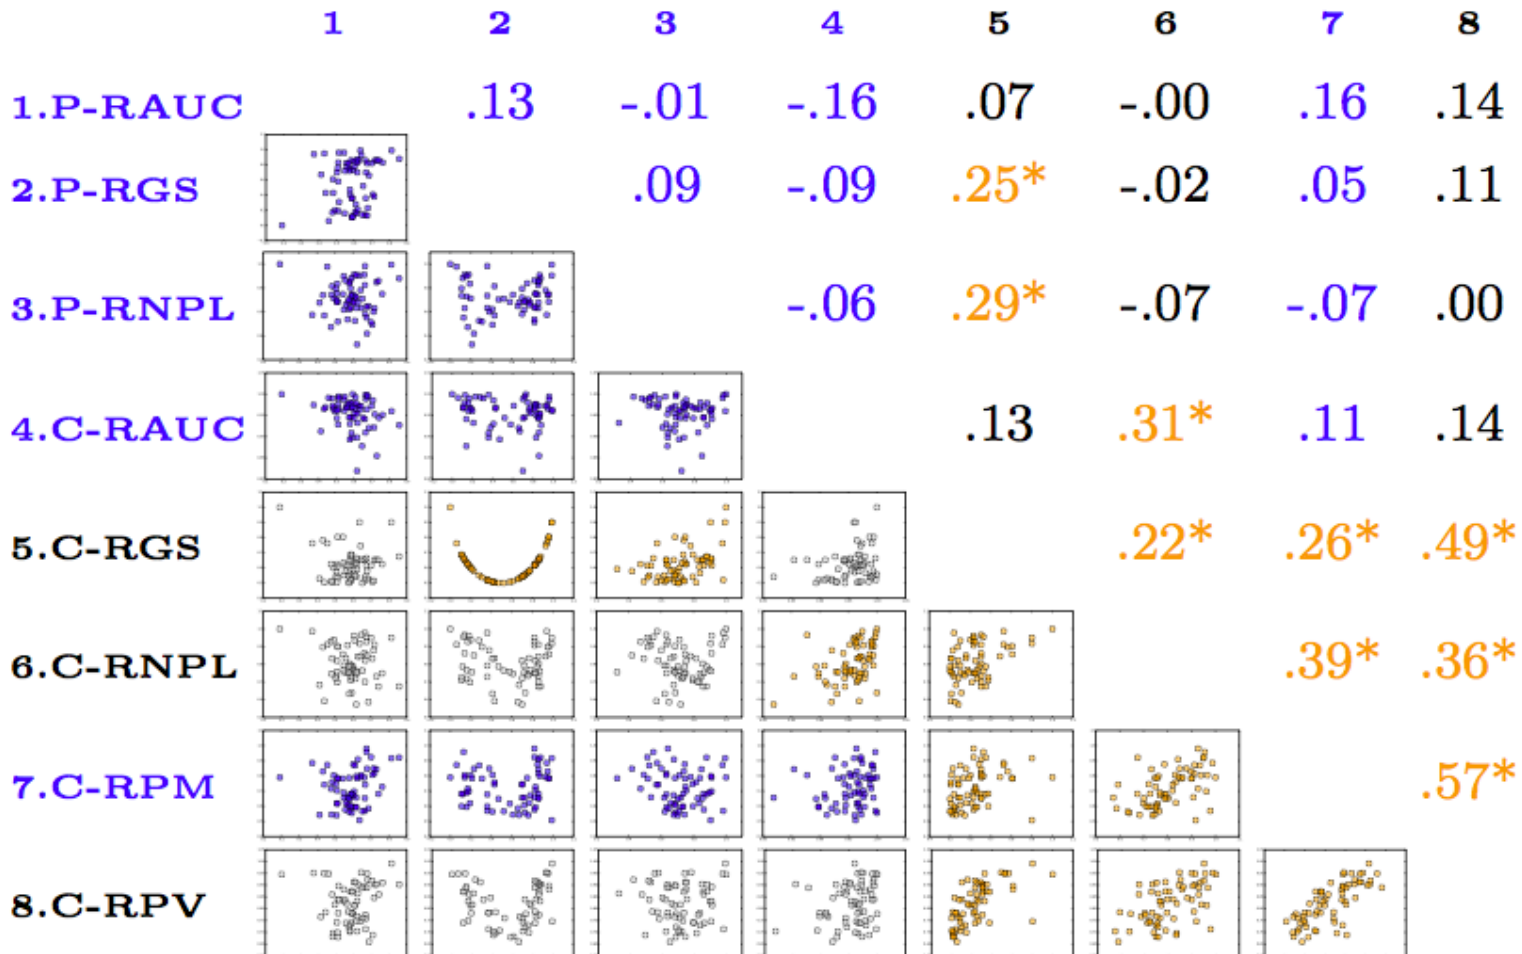 1 2 3 4 5 6 7 8
1.P-RAUC .13 -.01 -.16 .07 -.00 .16 .14
2.P-RGS .09 -.09 .25* -.02 .05 .11
3.P-RNPL -.06 .29* -.07 -.07 .00
4.C-RAUC .13 .31* .11 .14
5.C-RGS .22* .26* .49*
6.C-RNPL .39* .36*
7.C-RPM .57*
8.C-RPV